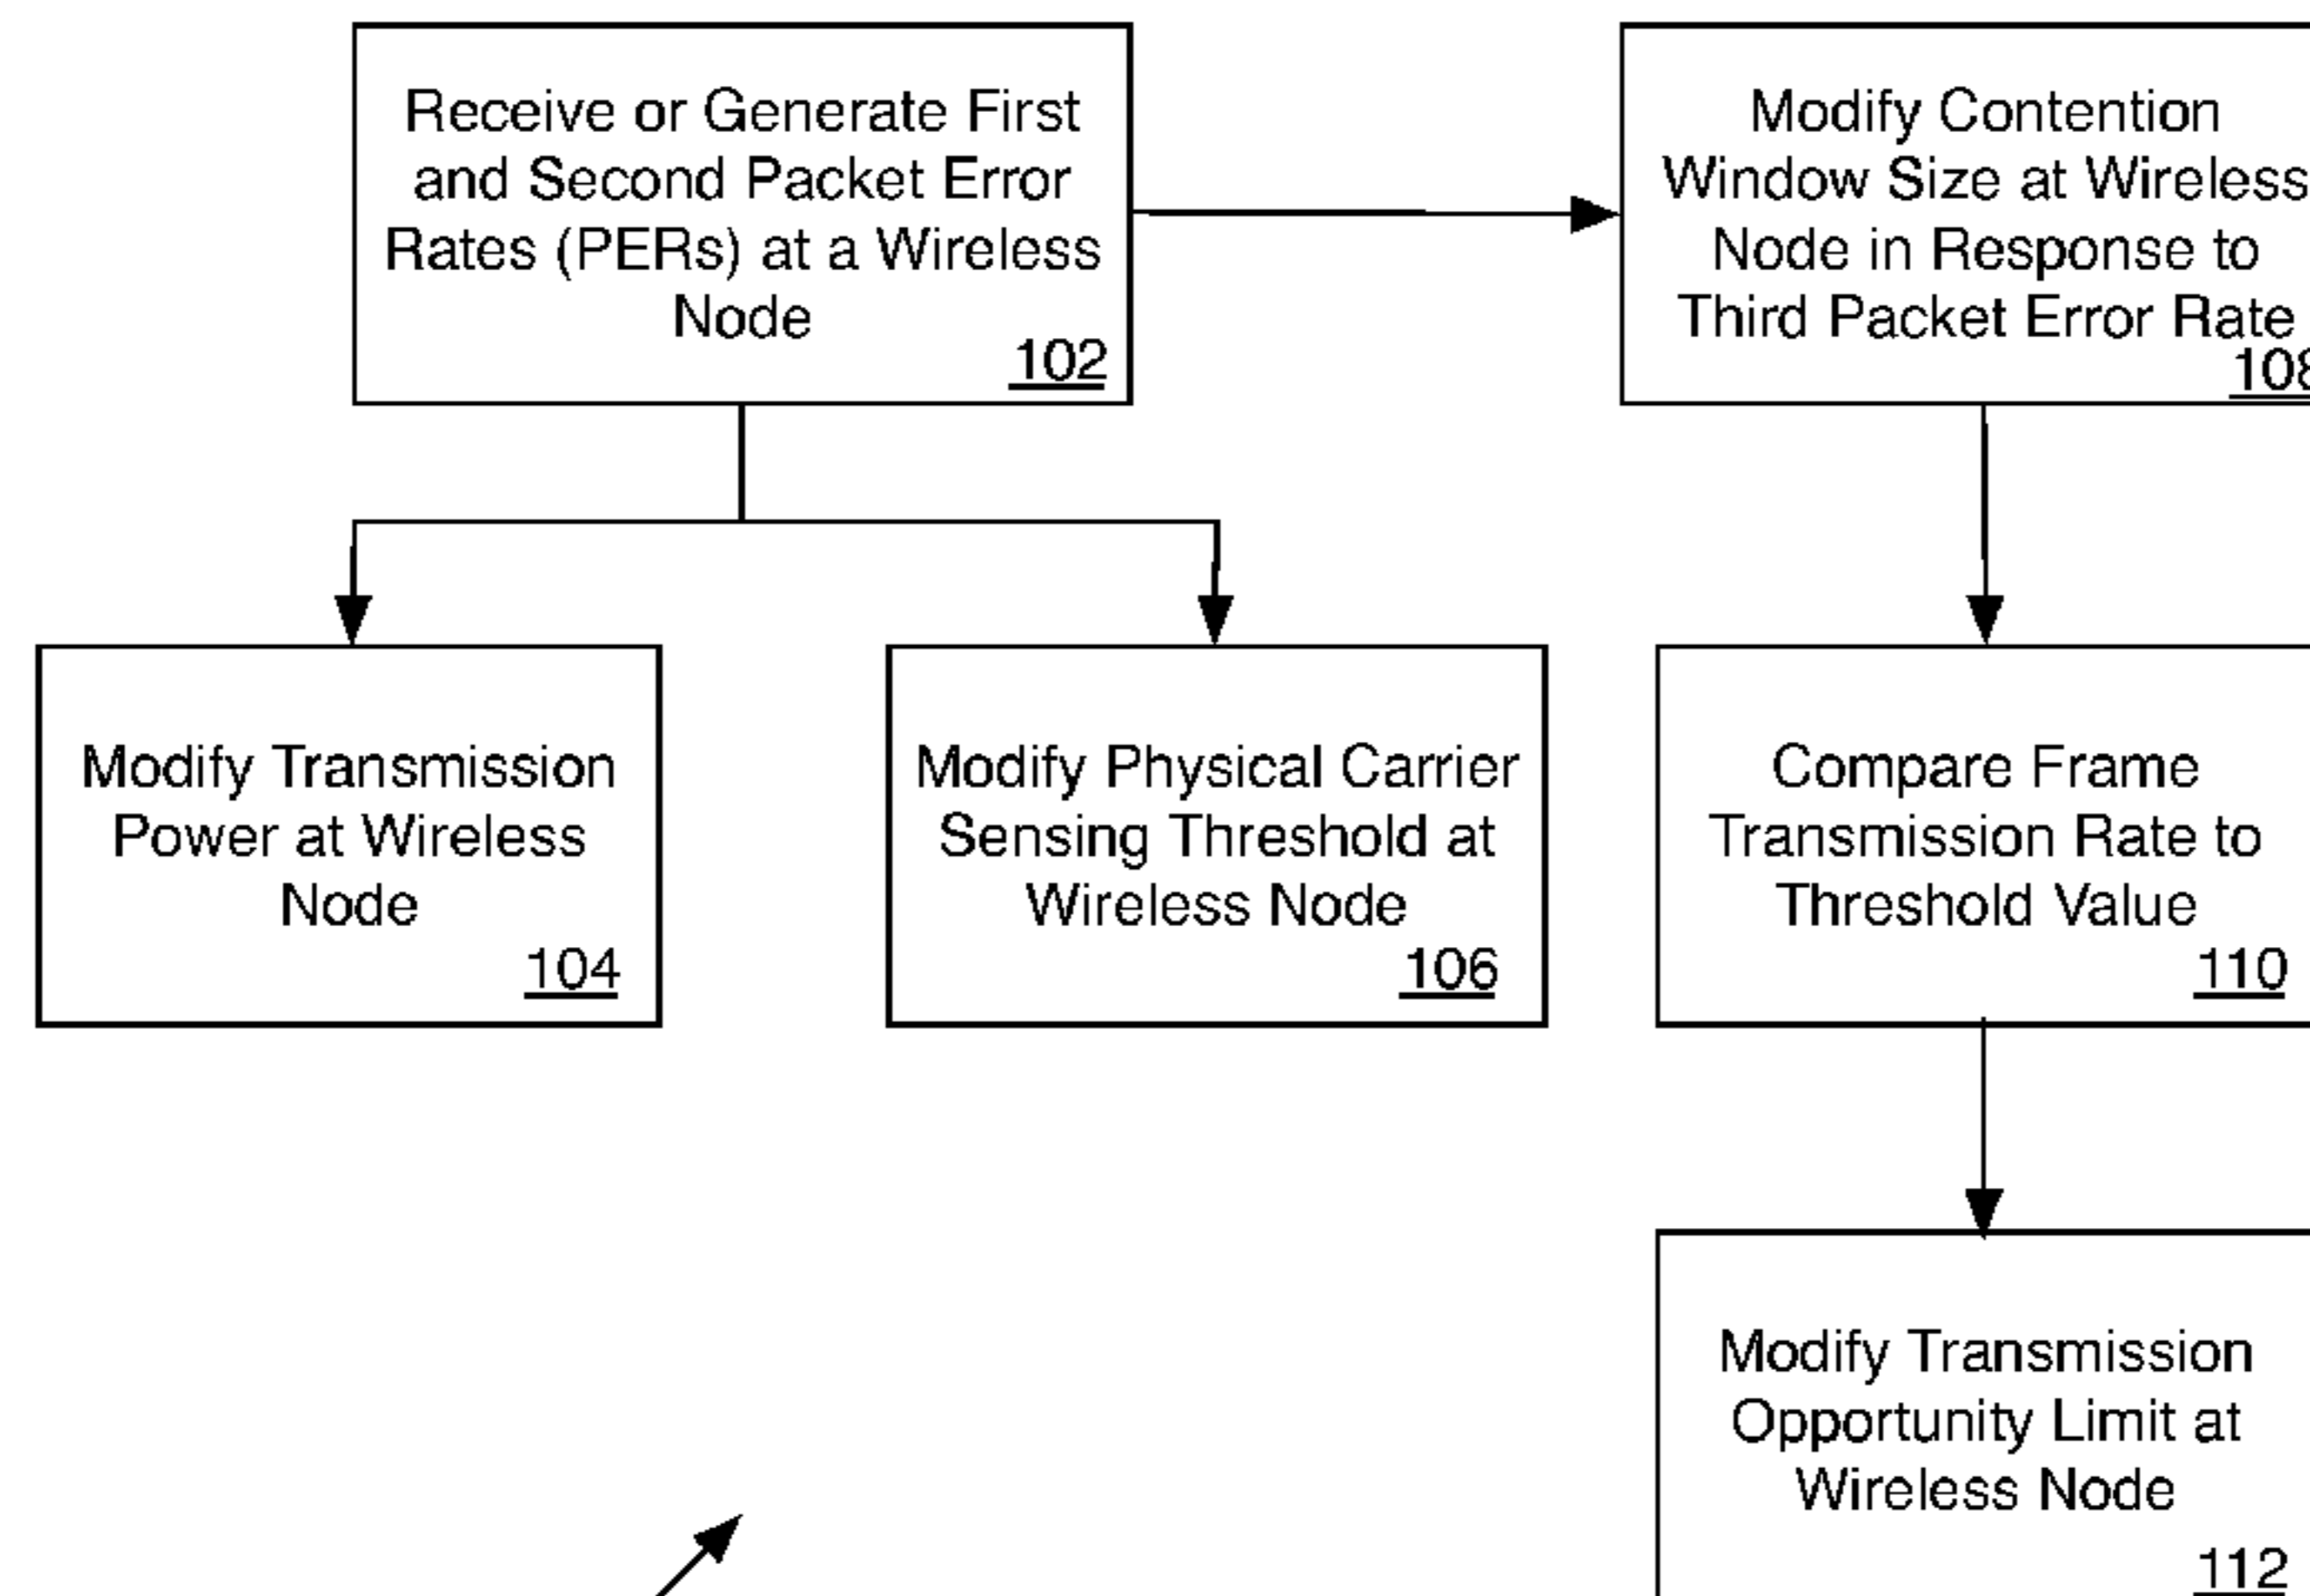 Receive or Generate First
and Second Packet Error
Rates (PERs) at a Wireless
Node
102
Modify Contention
Window Size at Wireless
Node in Response to
Third Packet Error Rate
108
Modify Transmission
Power at Wireless
Node
104
Modify Physical Carrier
Sensing Threshold at
Wireless Node
106
Compare Frame
Transmission Rate to
Threshold Value
110
Modify Transmission
Opportunity Limit at
Wireless Node
112